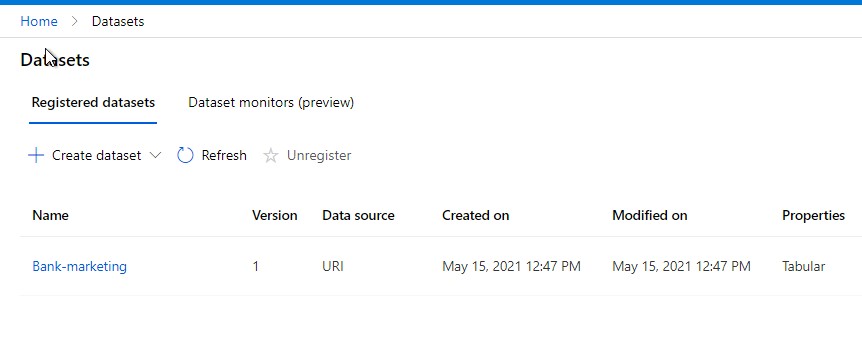 Home > Datasets
Datasets
Registered datasets Dataset monitors (preview)
Create dataset Refresh Unregister
Name Version Data source Created on Modified on Properties
Bank-marketing 1 URI May 15, 2021 12:47 PM May 15, 2021 12:47 PM Tabular